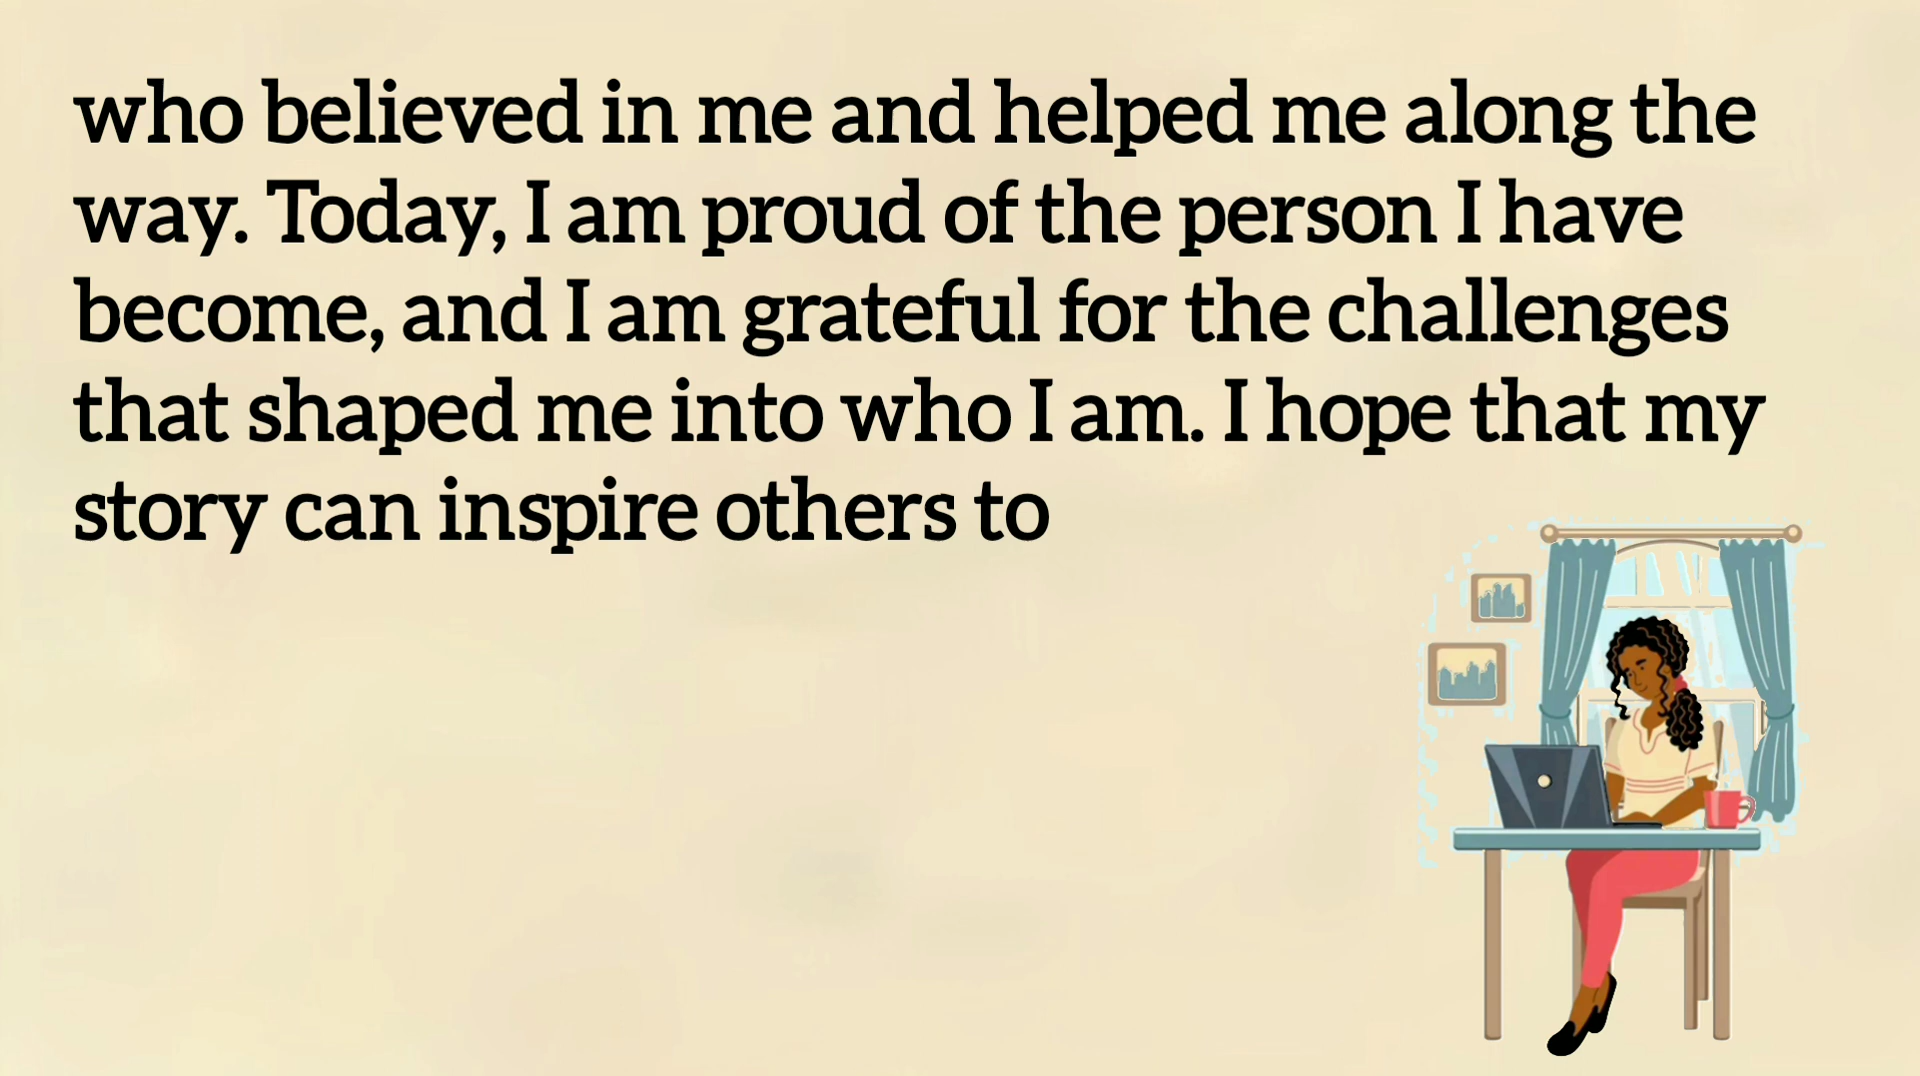 who believed in me and helped me along the
way. Today, I am proud of the person I have
become, and I am grateful for the challenges
that shaped me into who I am. I hope that my
story can inspire others to